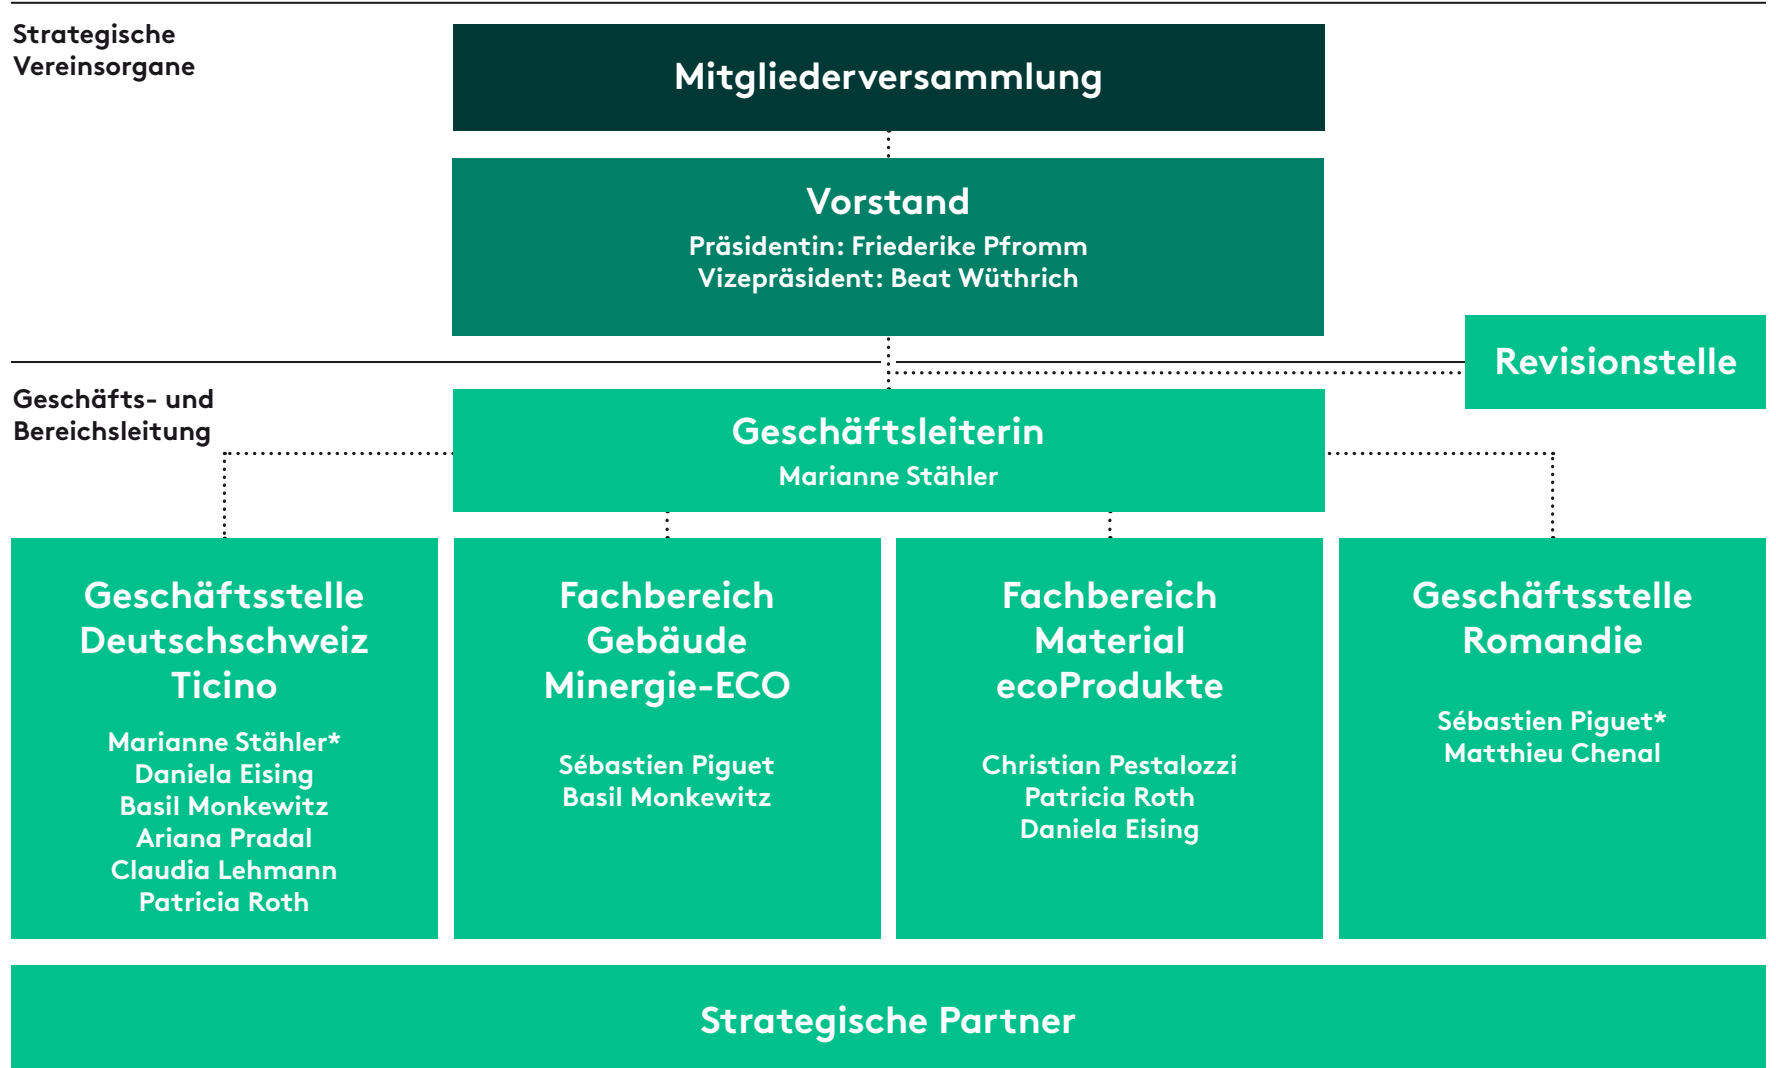 Strategische
Vereinsorgane
Mitgliederversammlung
Vorstand
Präsidentin: Friederike Pfromm
Vizepräsident: Beat Wüthrich
Revisionstelle
Geschäfts- und
Bereichsleitung
Geschäftsleiterin
Marianne Stähler
Geschäftsstelle
Deutschschweiz
Ticino
Marianne Stähler*
Daniela Eising
Basil Monkewitz
Ariana Pradal
Claudia Lehmann
Patricia Roth
Fachbereich
Gebäude
Minergie-ECO
Sébastien Piguet
Basil Monkewitz
Fachbereich
Material
ecoProdukte
Christian Pestalozzi
Patricia Roth
Daniela Eising
Geschäftsstelle
Romandie
Sébastien Piguet*
Matthieu Chenal
Strategische Partner